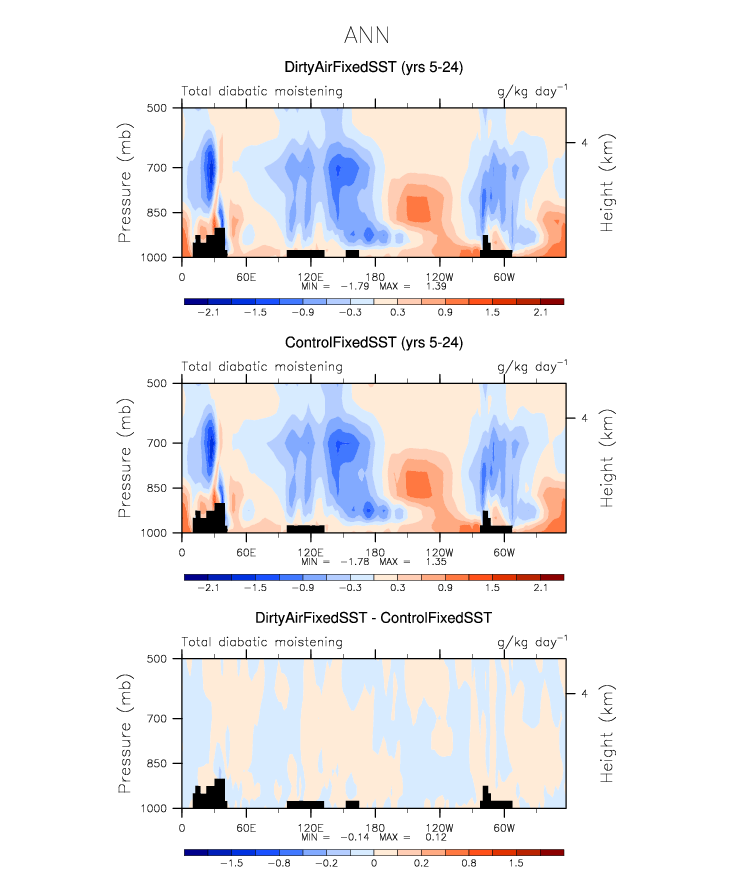 ANN
DirtyAirFixedSST (yrs 5-24)
Total diabatic moistening g/kg day⁻¹
500
700
850
1000
Pressure (mb)
4
Height (km)
0 60E 120E 180 120W 60W
MIN = -1.79 MAX = 1.39
-2.1 -1.5 -0.9 -0.3 0.3 0.9 1.5 2.1
ControlFixedSST (yrs 5-24)
Total diabatic moistening g/kg day⁻¹
500
700
850
1000
Pressure (mb)
4
Height (km)
0 60E 120E 180 120W 60W
MIN = -1.78 MAX = 1.35
-2.1 -1.5 -0.9 -0.3 0.3 0.9 1.5 2.1
DirtyAirFixedSST - ControlFixedSST
Total diabatic moistening g/kg day⁻¹
500
700
850
1000
Pressure (mb)
4
Height (km)
0 60E 120E 180 120W 60W
MIN = -0.14 MAX = 0.12
-1.5 -0.8 -0.2 0 0.2 0.8 1.5